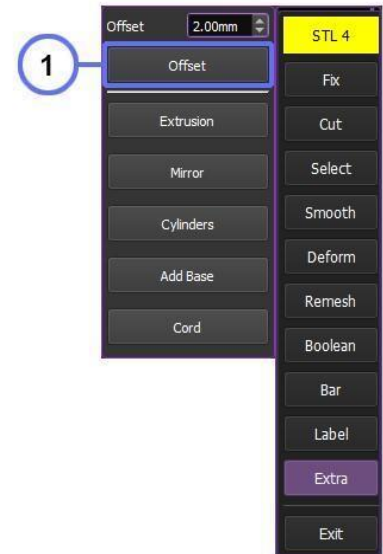 Offset 2.00mm
1
Offset
Extrusion
Mirror
Cylinders
Add Base
Cord
STL 4
Fix
Cut
Select
Smooth
Deform
Remesh
Boolean
Bar
Label
Extra
Exit